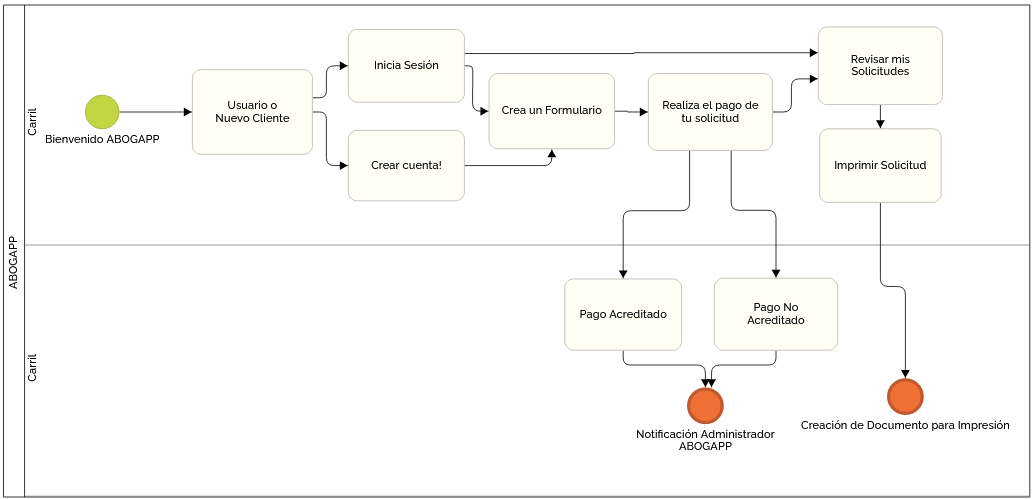 ABOGAPP
Carril
Bienvenido ABOGAPP
Usuario o
Nuevo Cliente
Inicia Sesión
Crear cuenta!
Crea un Formulario
Realiza el pago de
tu solicitud
Revisar mis
Solicitudes
Imprimir Solicitud
Carril
Pago Acreditado
Pago No
Acreditado
Notificación Administrador
ABOGAPP
Creación de Documento para Impresión